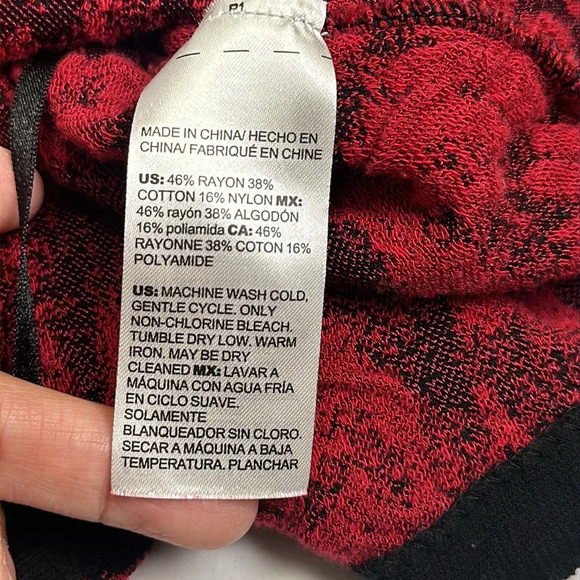 P1
MADE IN CHINA/ HECHO EN
CHINA/ FABRIQUÉ EN CHINE
US: 46% RAYON 38%
COTTON 16% NYLON MX:
46% rayón 38% ALGODÓN
16% poliamida CA: 46%
RAYONNE 38% COTON 16%
POLYAMIDE
US: MACHINE WASH COLD,
GENTLE CYCLE. ONLY
NON-CHLORINE BLEACH.
TUMBLE DRY LOW. WARM
IRON. MAY BE DRY
CLEANED MX: LAVAR A
MÁQUINA CON AGUA FRÍA
EN CICLO SUAVE.
SOLAMENTE
BLANQUEADOR SIN CLORO.
SECAR A MÁQUINA A BAJA
TEMPERATURA. PLANCHAR